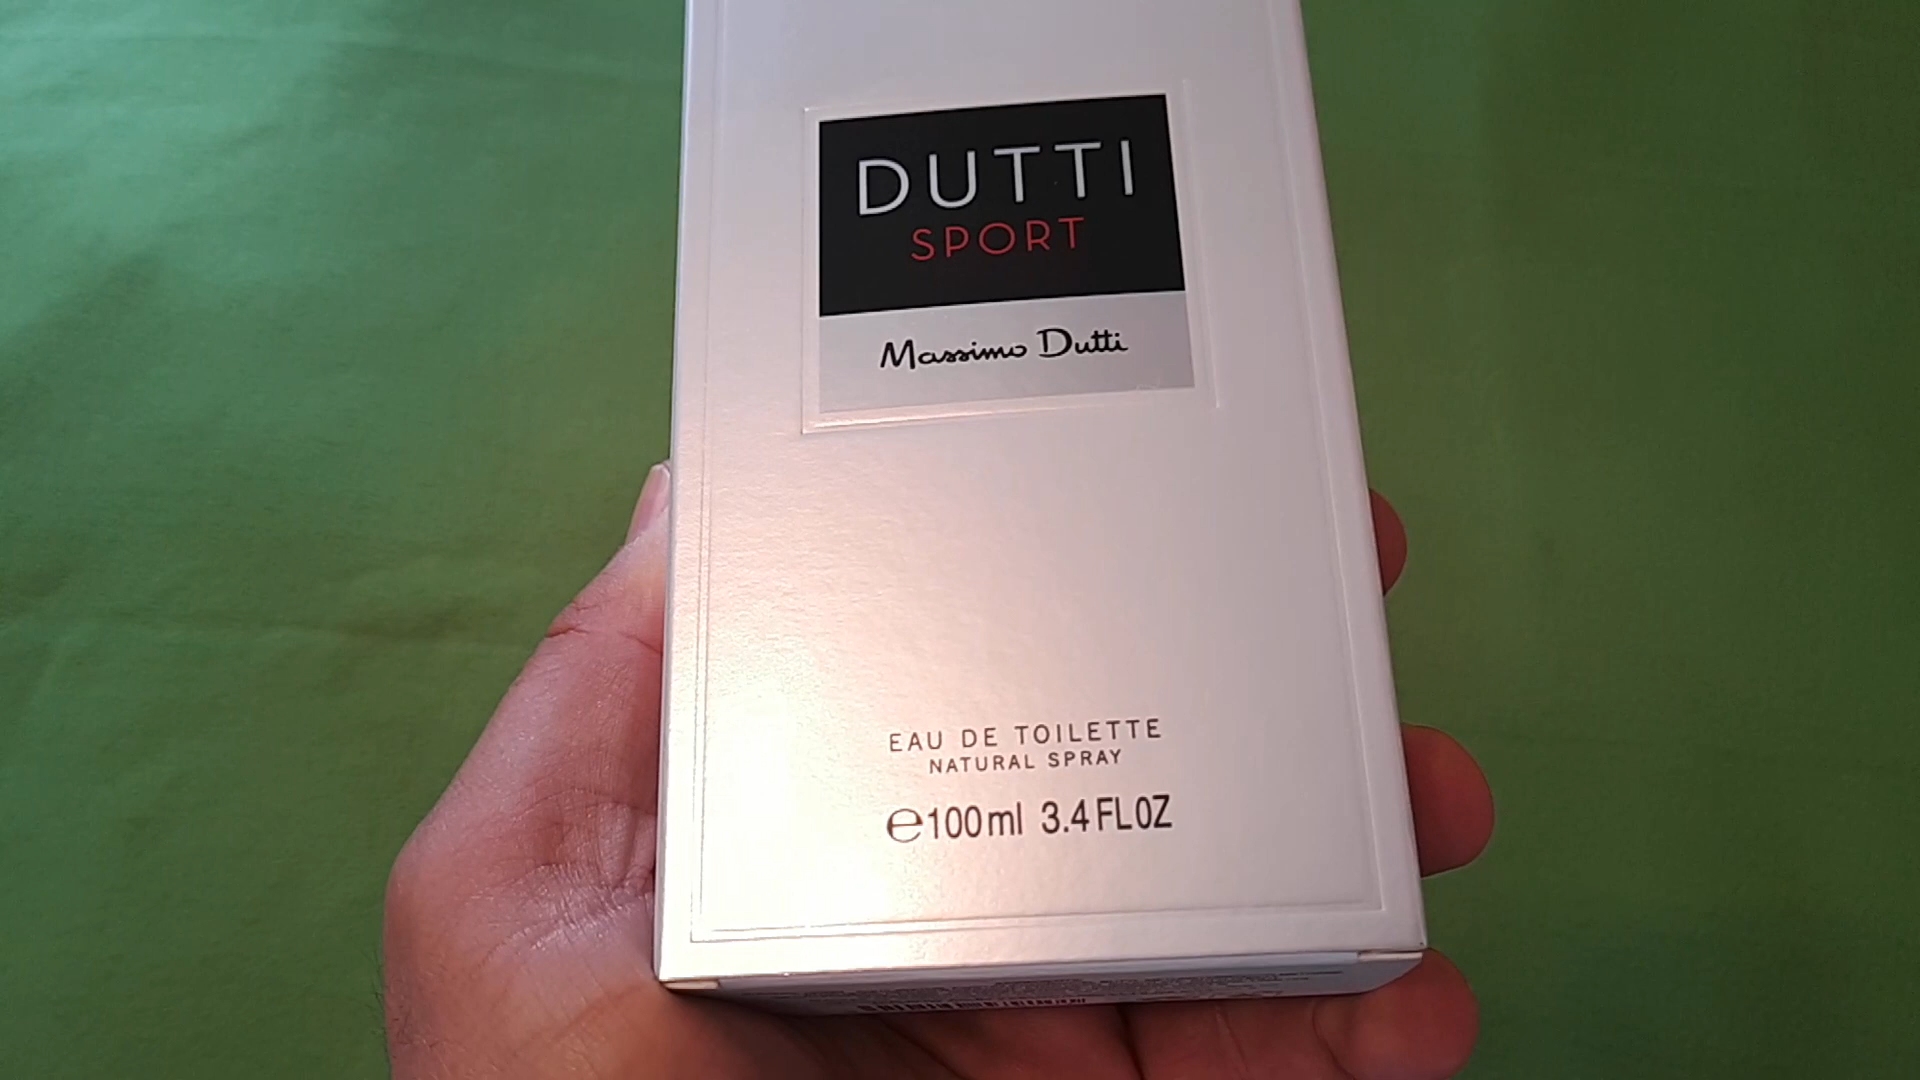 DUTTI
SPORT
Massimo Dutti
EAU DE TOILETTE
NATURAL SPRAY
℮100ml 3.4 FL OZ